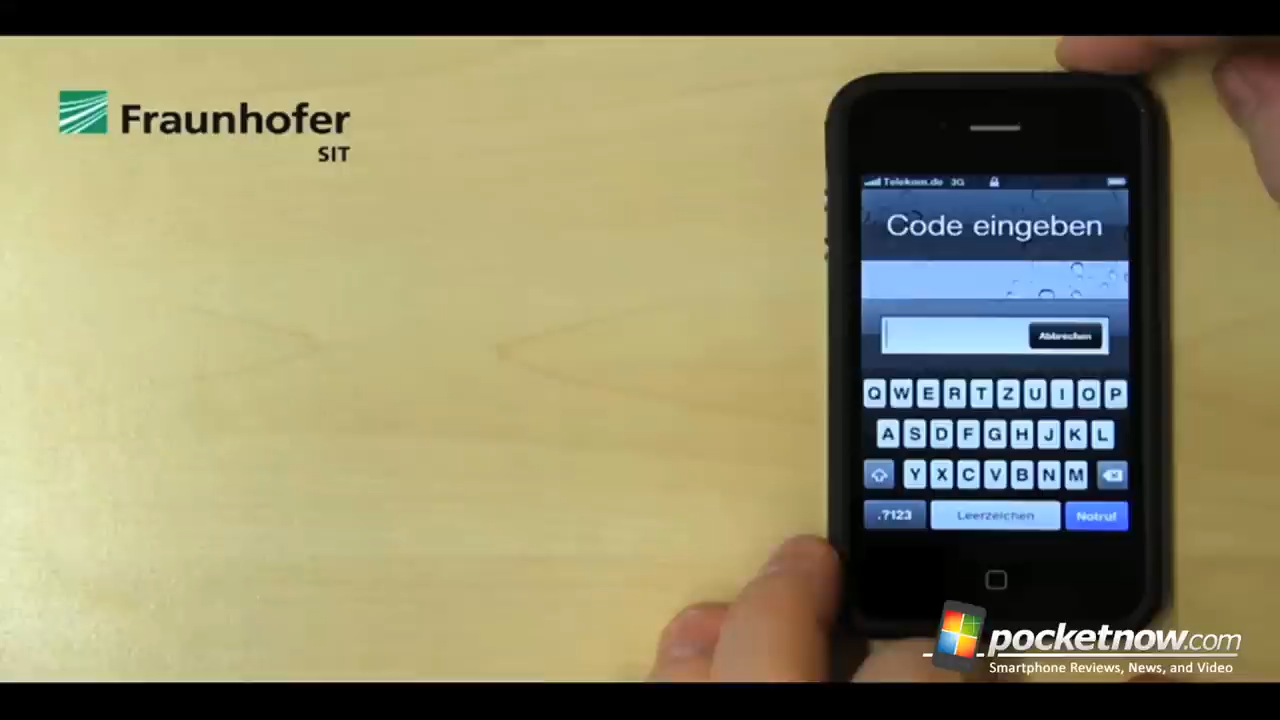 Fraunhofer
SIT
Telekom.de 3G
Code eingeben
Abbrechen
Q W E R T Z U I O P
A S D F G H J K L
Y X C V B N M
.?123 Leerzeichen Notruf
pocketnow.com
Smartphone Reviews, News, and Video